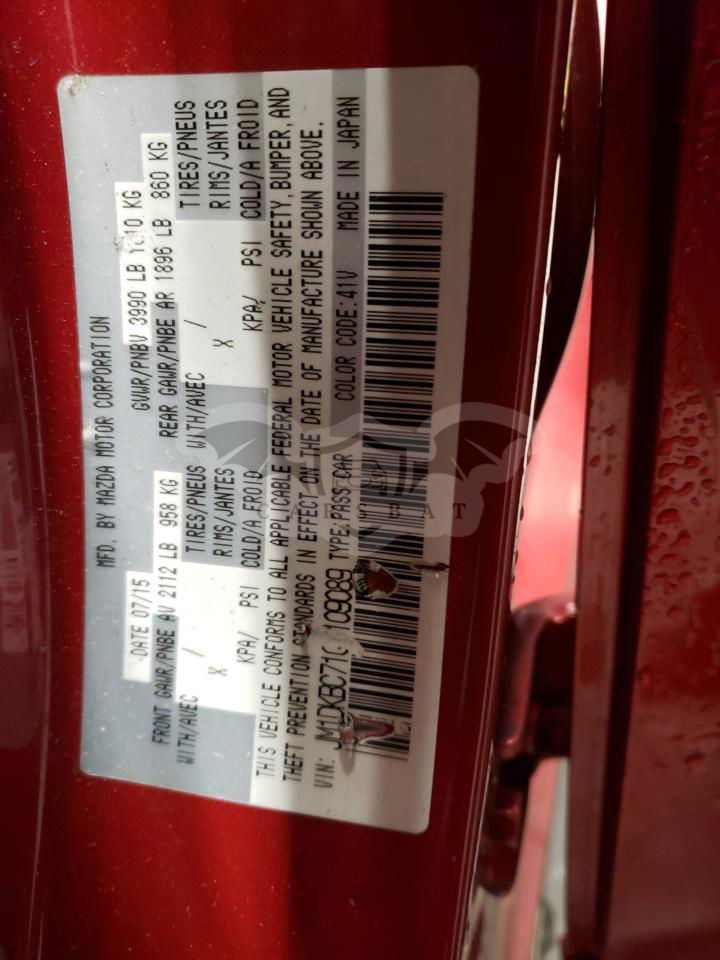 MFD. BY MAZDA MOTOR CORPORATION
DATE 07/15 GVWR/PNBV 3990 LB KG
FRONT GAWR/PNBE AV 2112 LB 958 KG REAR GAWR/PNBE AR 1896 LB 860 KG
WITH/AVEC TIRES/PNEUS WITH/AVEC TIRES/PNEUS
X / RIMS/JANTES X / RIMS/JANTES
KPA/ PSI COLD/A FROID KPA/ PSI COLD/A FROID
THIS VEHICLE CONFORMS TO ALL APPLICABLE FEDERAL MOTOR VEHICLE SAFETY, BUMPER, AND
THEFT PREVENTION STANDARDS IN EFFECT ON THE DATE OF MANUFACTURE SHOWN ABOVE.
VIN: TYPE:PASS CAR COLOR CODE:41V MADE IN JAPAN
CARSBAT